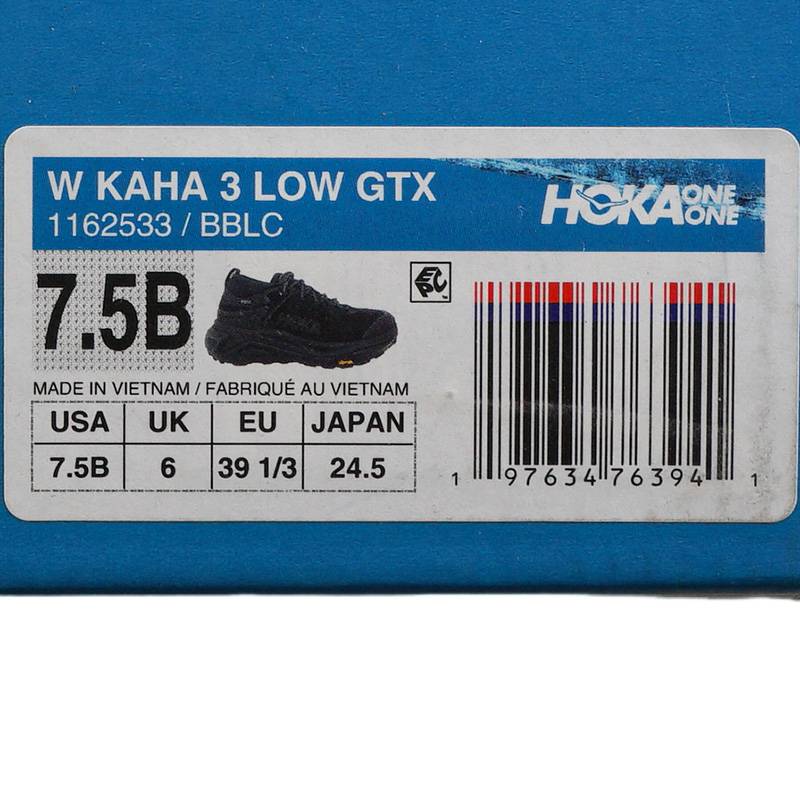 W KAHA 3 LOW GTX
1162533 / BBLC
HOKA ONE ONE
7.5B
EPC
MADE IN VIETNAM / FABRIQUÉ AU VIETNAM
USA UK EU JAPAN
7.5B 6 39 1/3 24.5
1 97634 76394 1